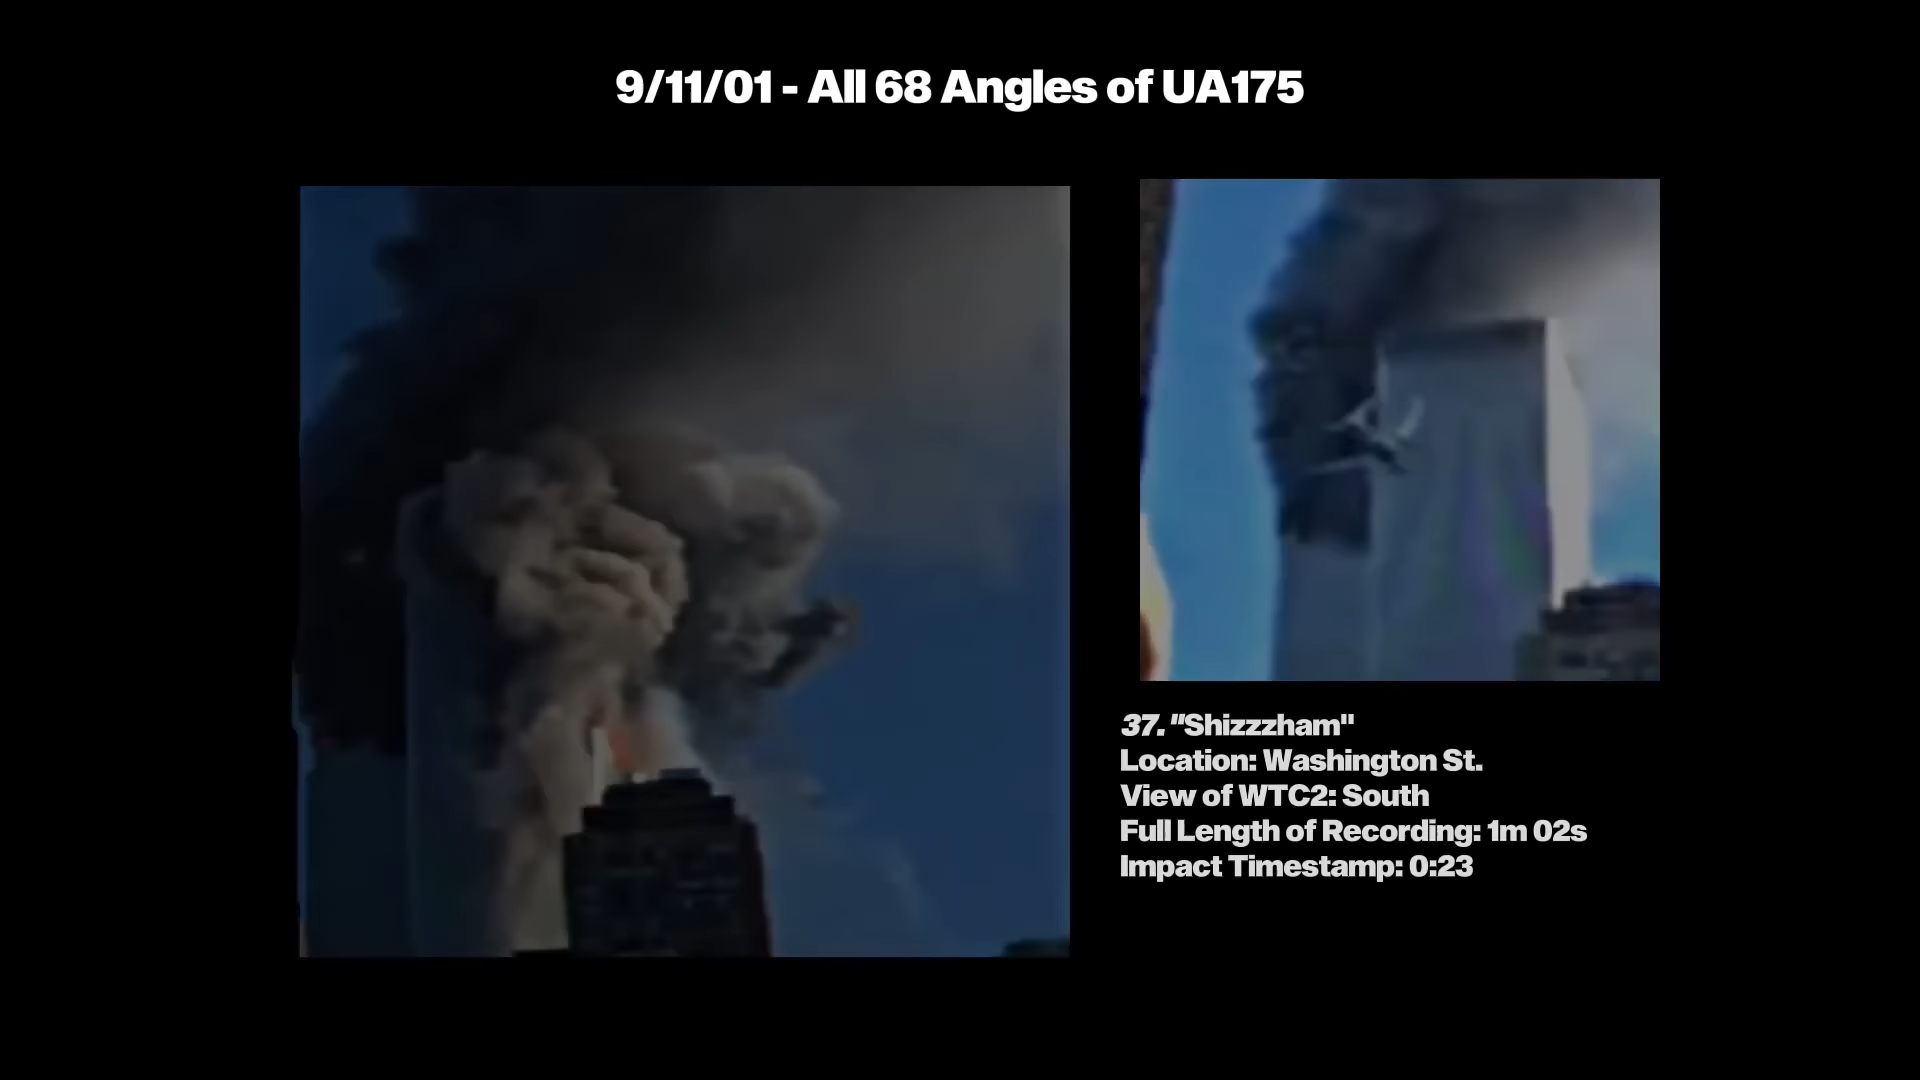 9/11/01 - All 68 Angles of UA175
37. "Shizzzham"
Location: Washington St.
View of WTC2: South
Full Length of Recording: 1m 02s
Impact Timestamp: 0:23